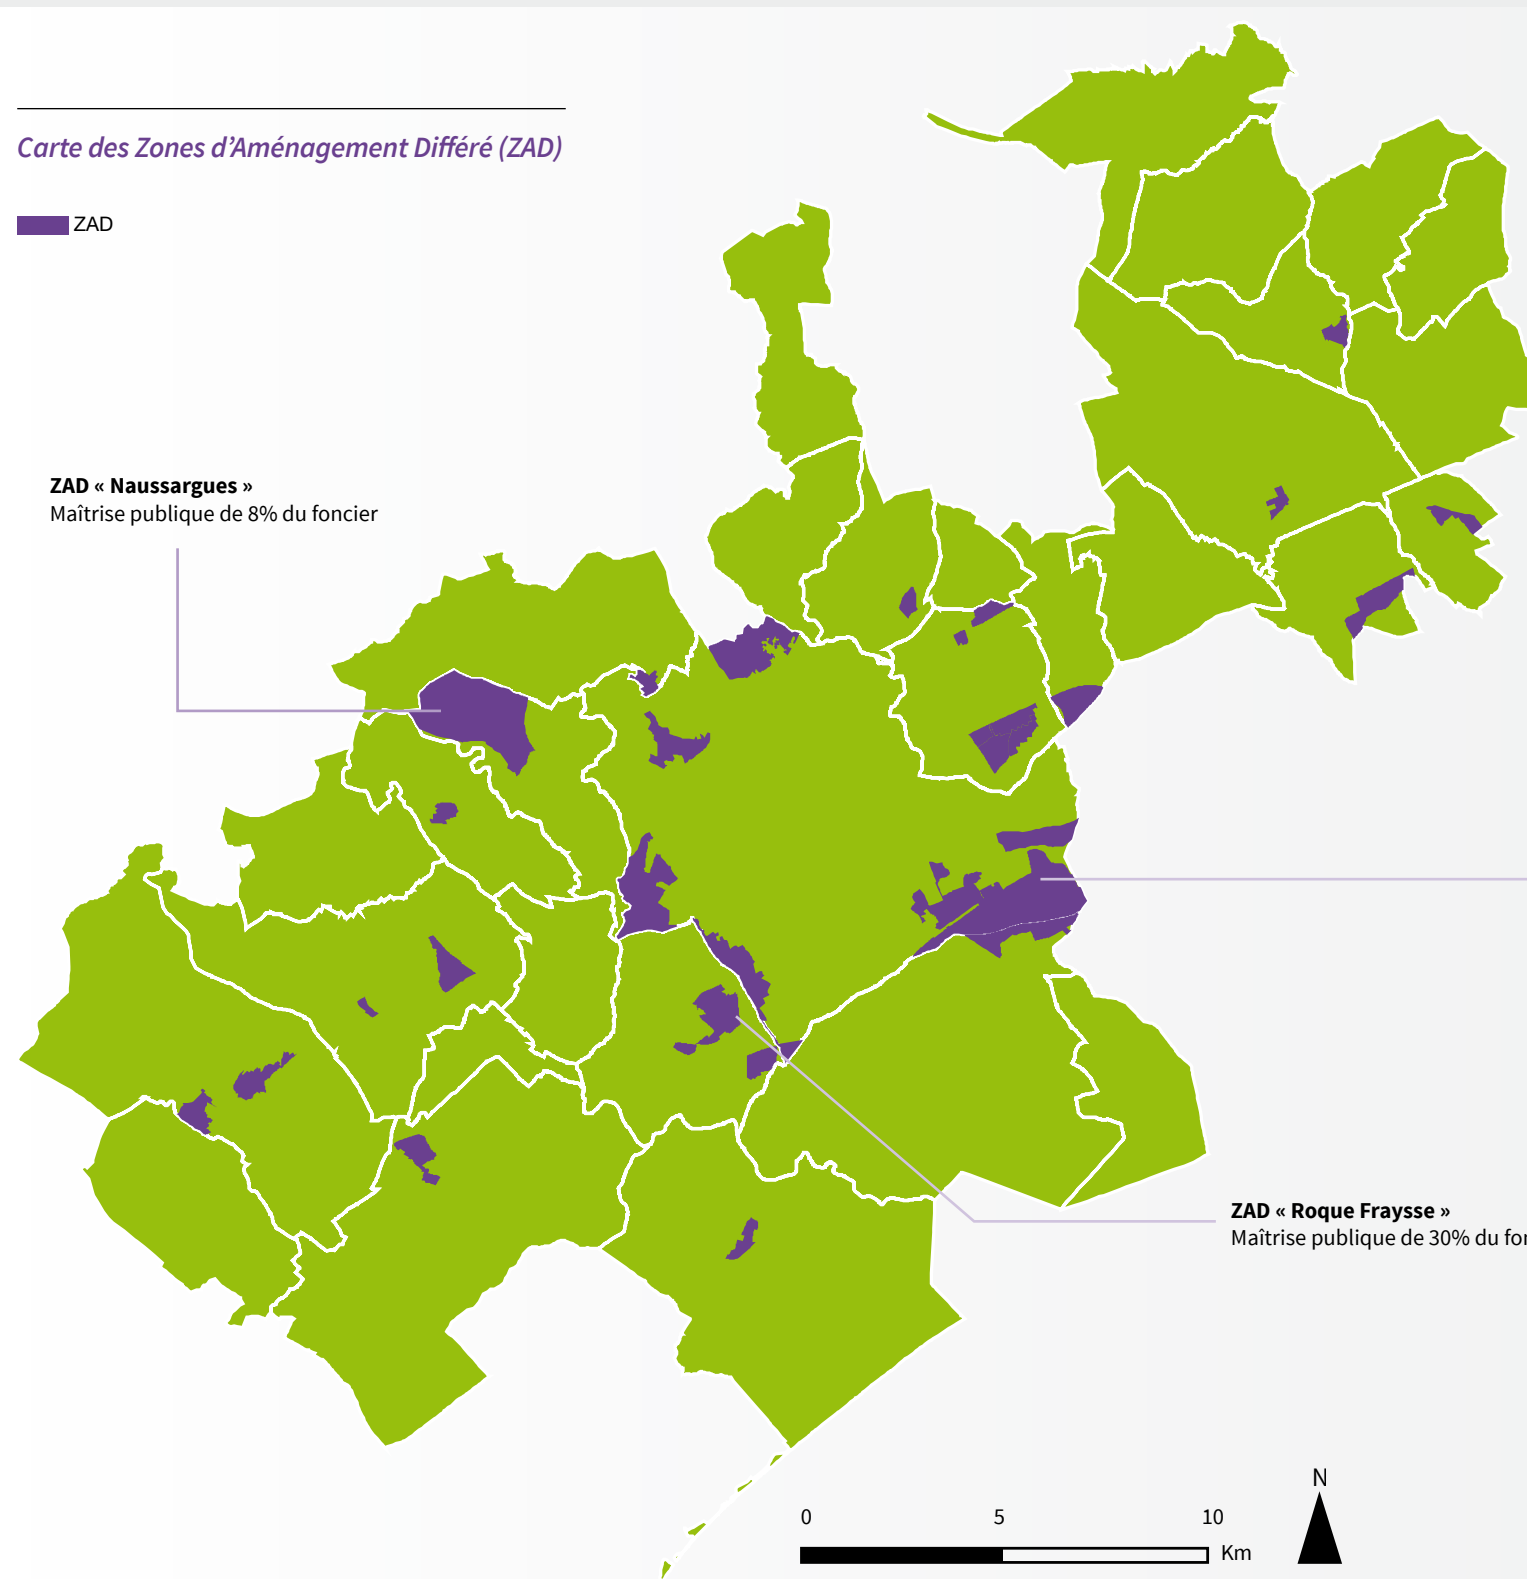 Carte des Zones d'Aménagement Différé (ZAD)
ZAD
ZAD « Naussargues »
Maîtrise publique de 8% du foncier
ZAD « Roque Fraysse »
Maîtrise publique de 30% du
N
0 5 10
Km